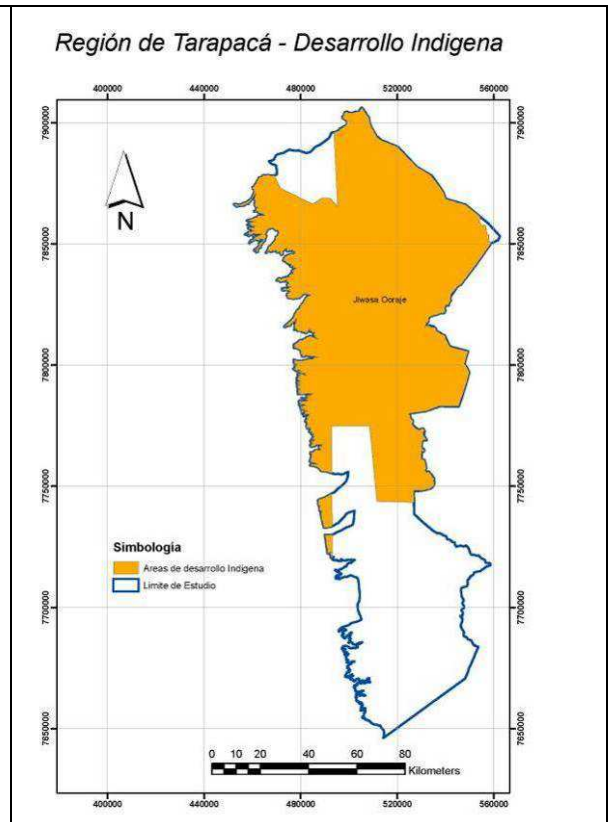 Región de Tarapacá - Desarrollo Indigena
400000 440000 480000 520000 560000
7900000 7900000
N
7850000 7850000
Jiwasa Ooraje
7800000 7800000
7750000 7750000
Simbología
Areas de desarrollo Indigena
Limite de Estudio
7700000 7700000
7650000 7650000
0 10 20 40 60 80
Kilometers
400000 440000 480000 520000 560000